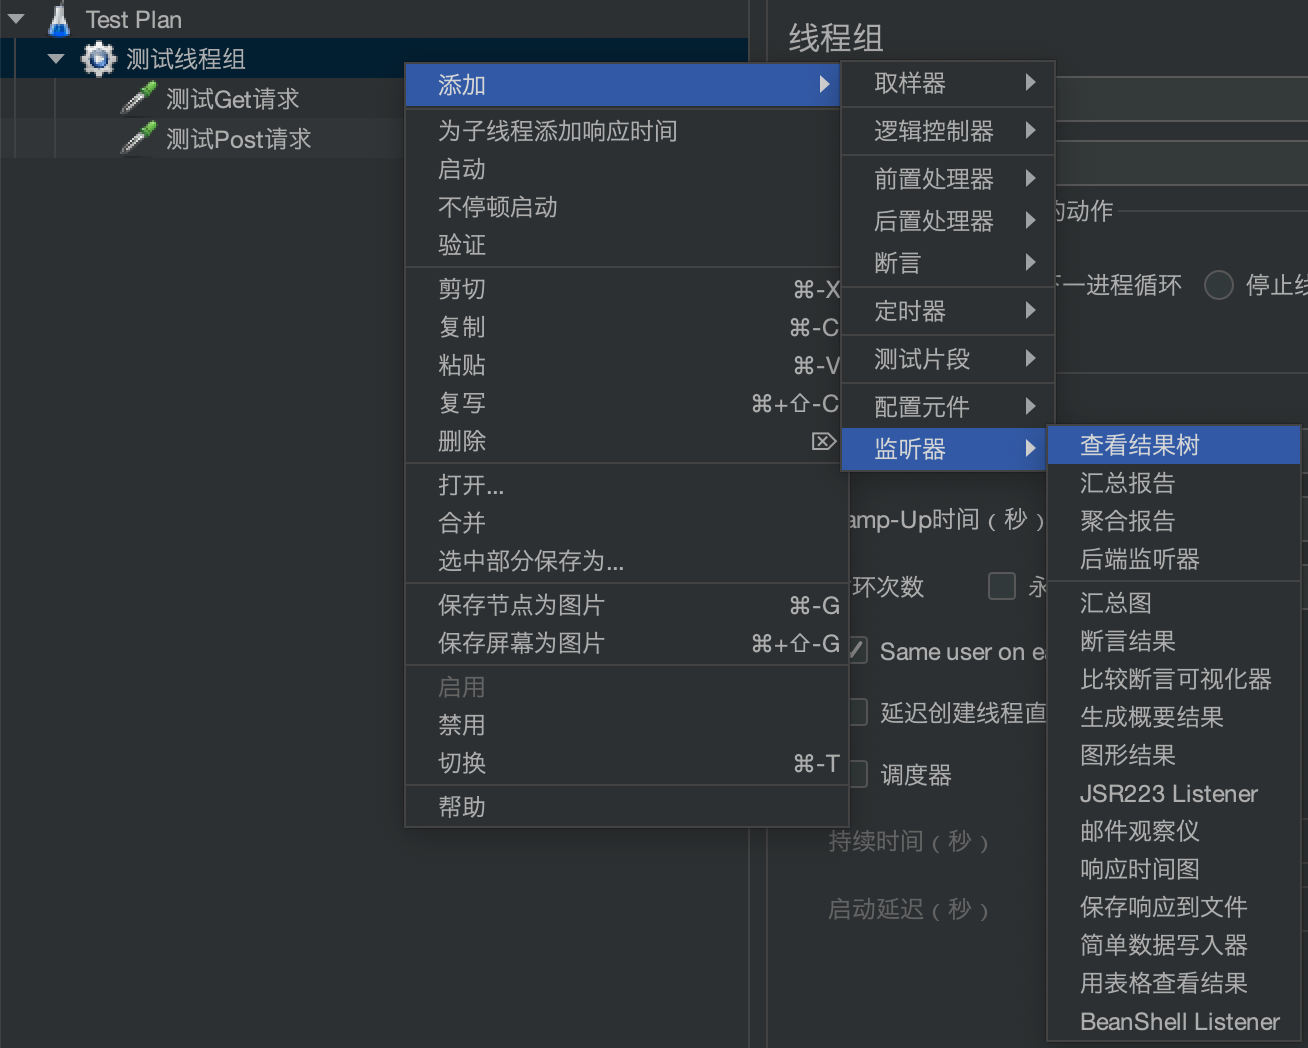 Test Plan
测试线程组
测试Get请求
测试Post请求
添加
为子线程添加响应时间
启动
不停顿启动
验证
剪切 ⌘-X
复制 ⌘-C
粘贴 ⌘-V
复写 ⌘+⇧-C
删除 ⌦
打开...
合并
选中部分保存为...
保存节点为图片 ⌘-G
保存屏幕为图片 ⌘+⇧-G
启用
禁用
切换 ⌘-T
帮助
取样器
逻辑控制器
前置处理器
后置处理器
断言
定时器
测试片段
配置元件
监听器
查看结果树
汇总报告
聚合报告
后端监听器
汇总图
断言结果
比较断言可视化器
生成概要结果
图形结果
JSR223 Listener
邮件观察仪
响应时间图
保存响应到文件
简单数据写入器
用表格查看结果
BeanShell Listener
线程组
的动作
一进程循环
停止
amp-Up时间（秒）
环次数
永
Same user on e
延迟创建线程直
调度器
持续时间（秒）
启动延迟（秒）